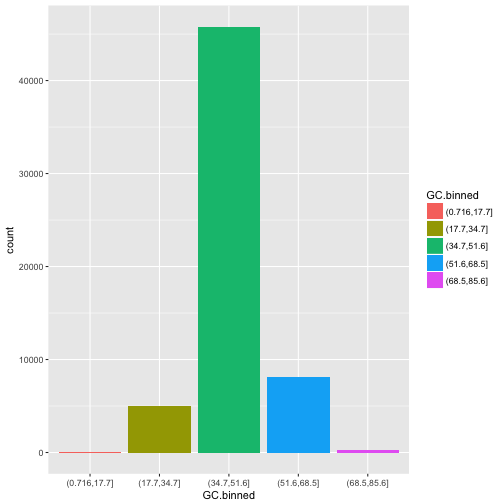 40000
30000
20000
10000
0
count
(0.716,17.7] (17.7,34.7] (34.7,51.6] (51.6,68.5] (68.5,85.6]
GC.binned
GC.binned
(0.716,17.7]
(17.7,34.7]
(34.7,51.6]
(51.6,68.5]
(68.5,85.6]